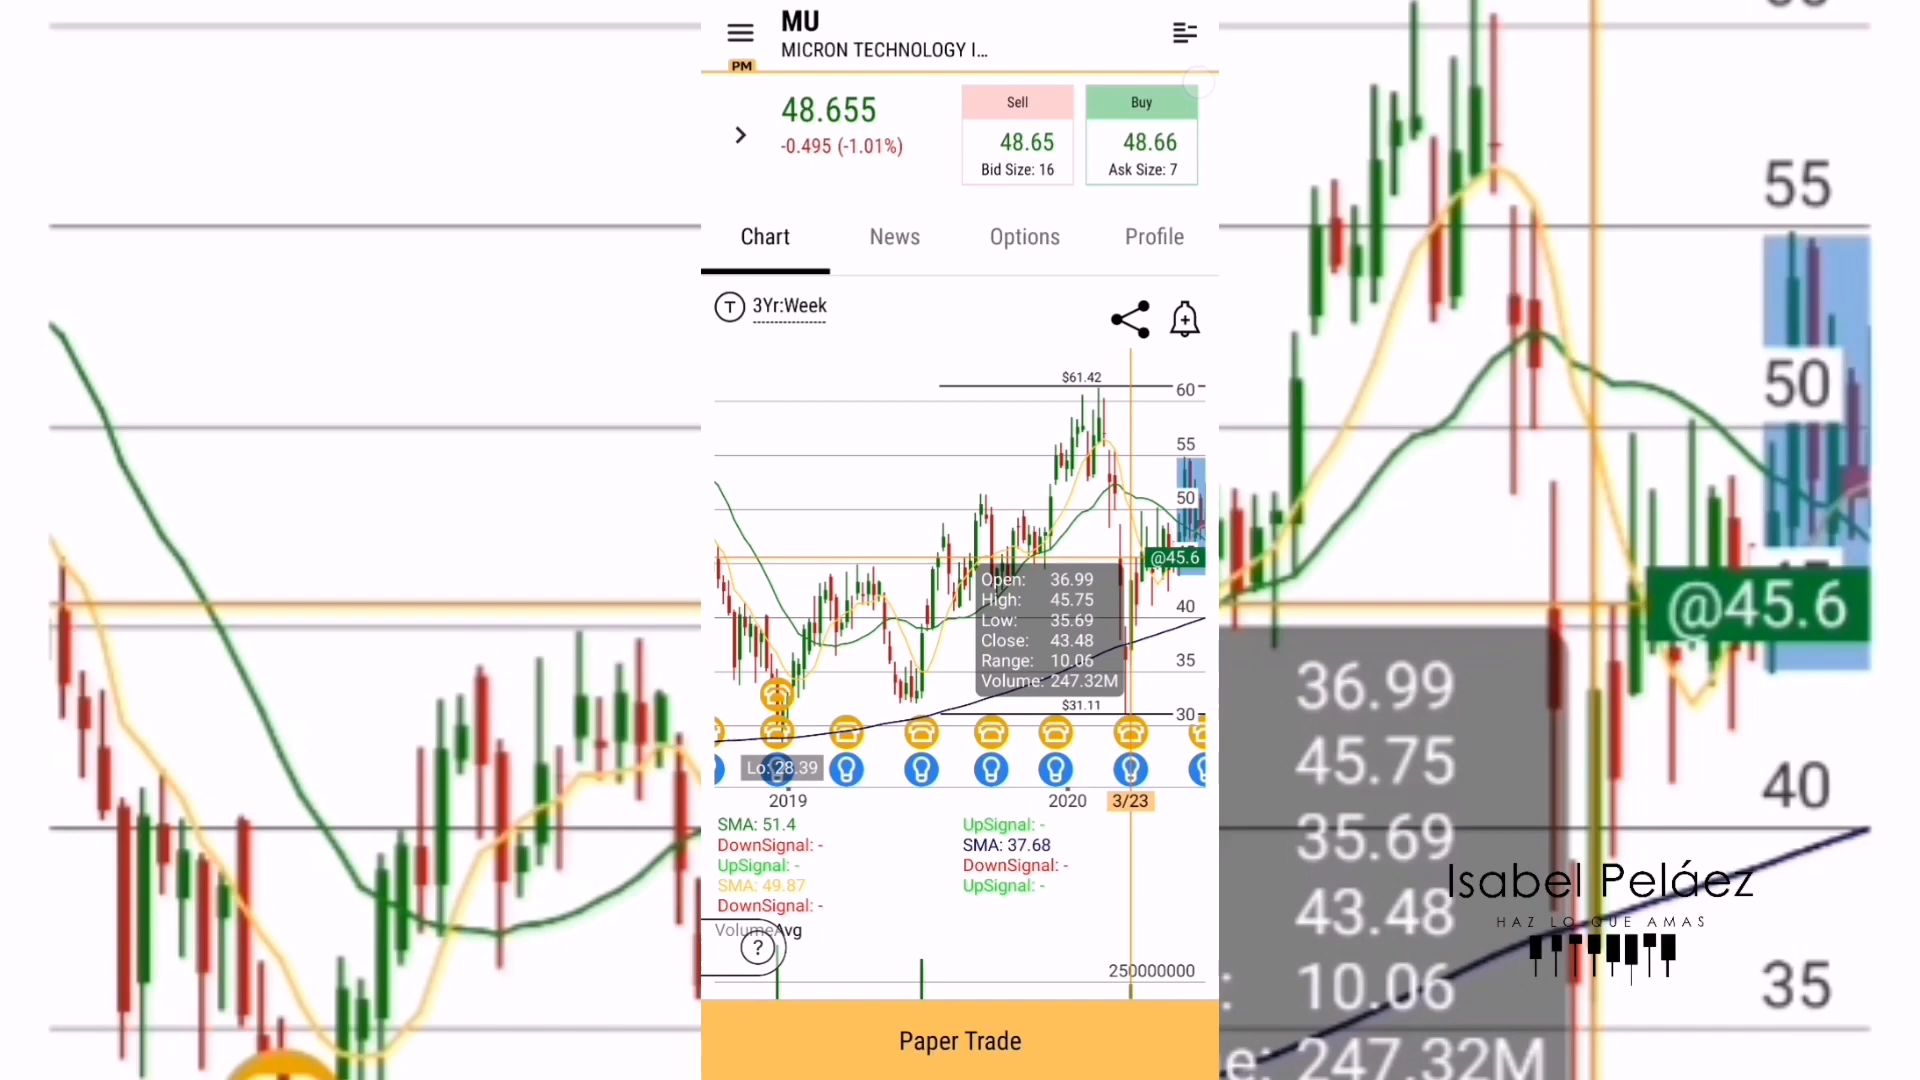 MU
MICRON TECHNOLOGY I...
PM
48.655
-0.495 (-1.01%)
Sell
48.65
Bid Size: 16
Buy
48.66
Ask Size: 7
Chart
News
Options
Profile
T
3Yr:Week
$61.42
60
55
50
@45.6
40
35
30
Open: 36.99
High: 45.75
Low: 35.69
Close: 43.48
Range: 10.06
Volume: 247.32M
$31.11
Lo: 28.39
2019
2020
3/23
SMA: 51.4
DownSignal: -
UpSignal: -
SMA: 49.87
DownSignal: -
UpSignal: -
SMA: 37.68
DownSignal: -
UpSignal: -
VolumeAvg
?
250000000
Paper Trade
55
50
@45.6
40
35
36.99
45.75
35.69
43.48
: 10.06
e: 247.32M
Isabel Peláez
HAZ LO QUE AMAS